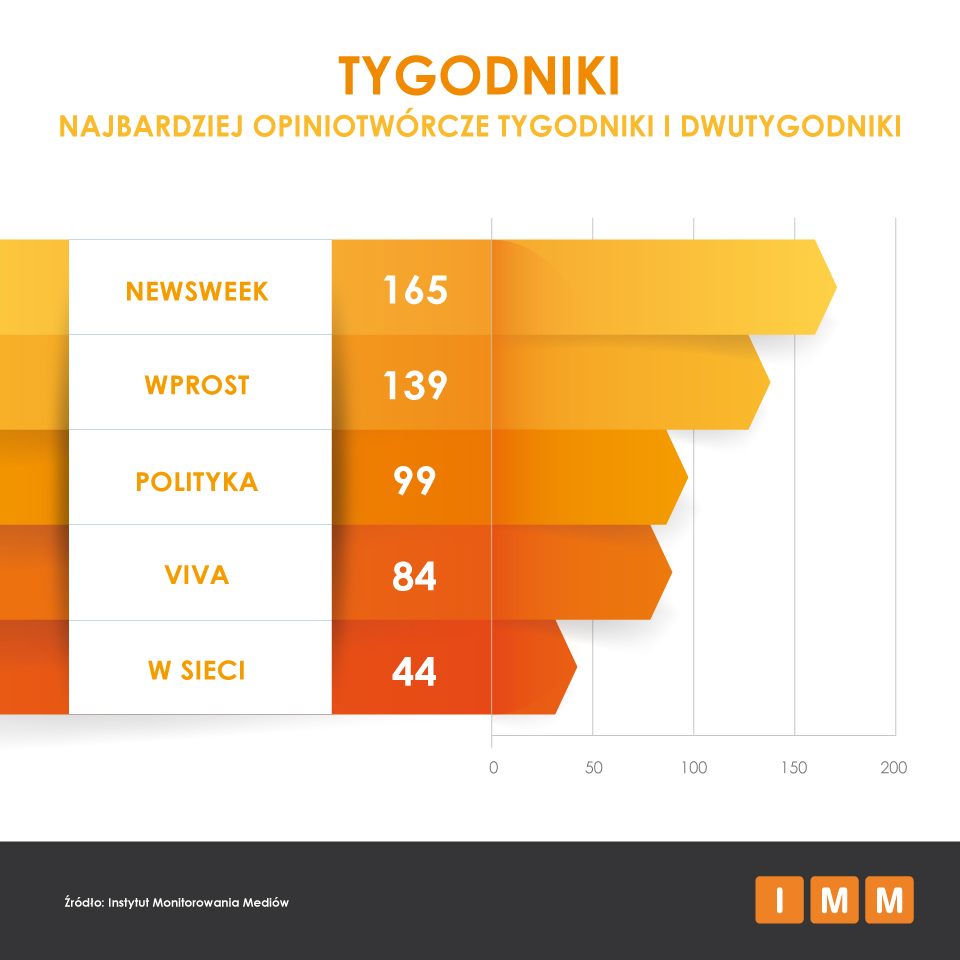 TYGODNIKI
NAJBARDZIEJ OPINIOTWÓRCZE TYGODNIKI I DWUTYGODNIKI
NEWSWEEK 165
WPROST 139
POLITYKA 99
VIVA 84
W SIECI 44
0 50 100 150 200
Źródło: Instytut Monitorowania Mediów
IMM